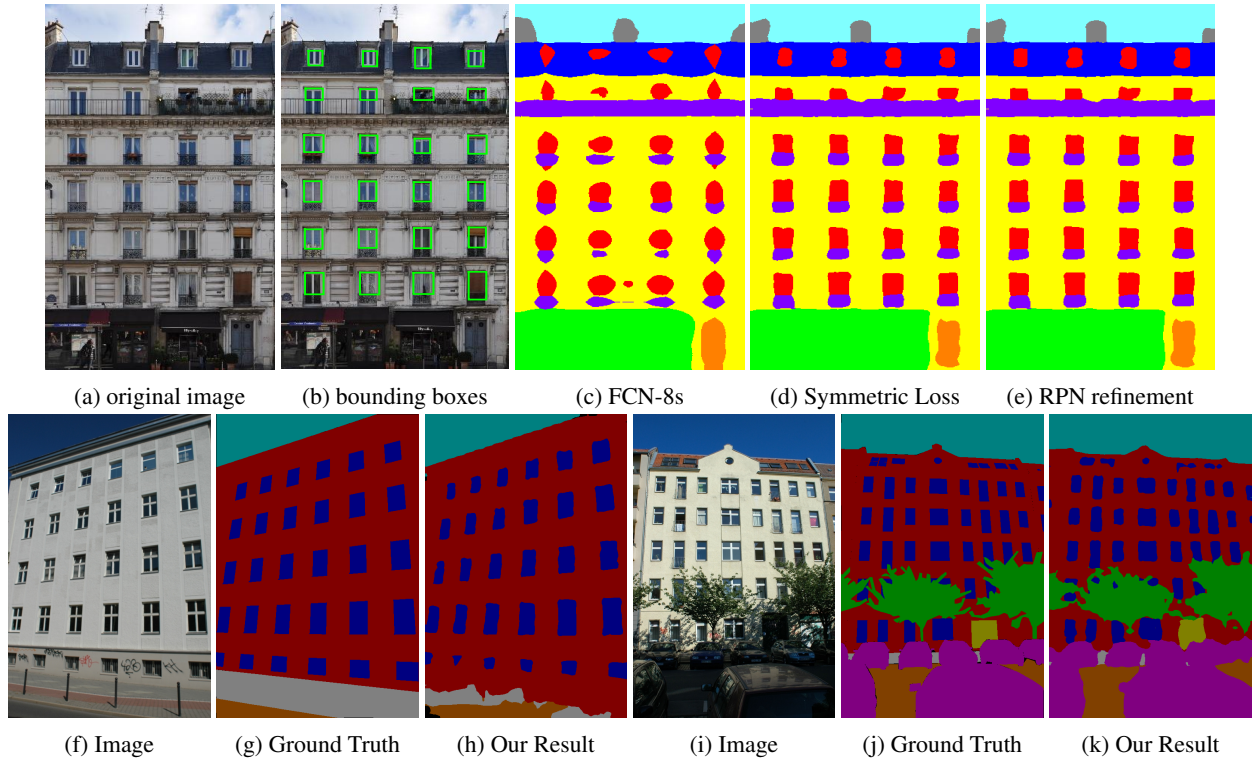 (a) original image (b) bounding boxes (c) FCN-8s (d) Symmetric Loss (e) RPN refinement
(f) Image (g) Ground Truth (h) Our Result (i) Image (j) Ground Truth (k) Our Result